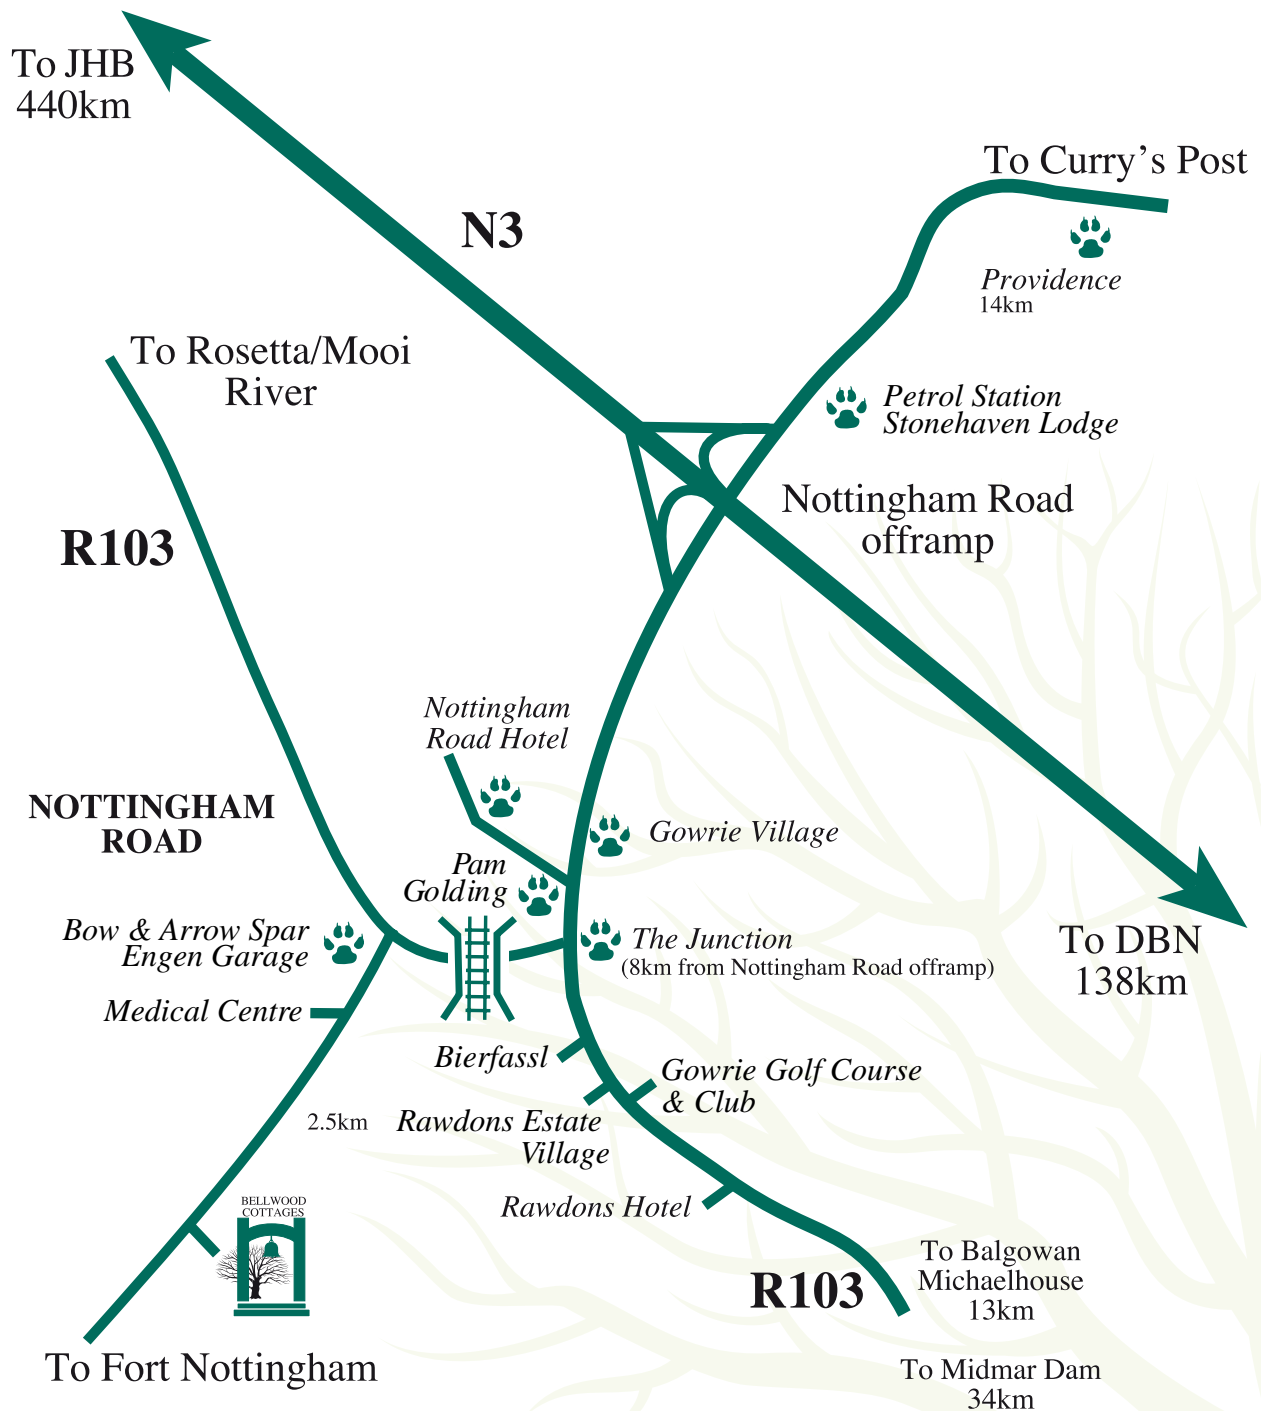 To JHB
440km
To Curry’s Post
N3
Providence
14km
To Rosetta/Mooi
River
Petrol Station
Stonehaven Lodge
Nottingham Road
offramp
R103
Nottingham
Road Hotel
NOTTINGHAM
ROAD
Gowrie Village
Pam
Golding
Bow & Arrow Spar
Engen Garage
The Junction
(8km from Nottingham Road offramp)
To DBN
138km
Medical Centre
Bierfassl
Gowrie Golf Course
& Club
2.5km
Rawdons Estate
Village
BELLWOOD
COTTAGES
Rawdons Hotel
To Balgowan
Michaelhouse
13km
R103
To Fort Nottingham
To Midmar Dam
34km